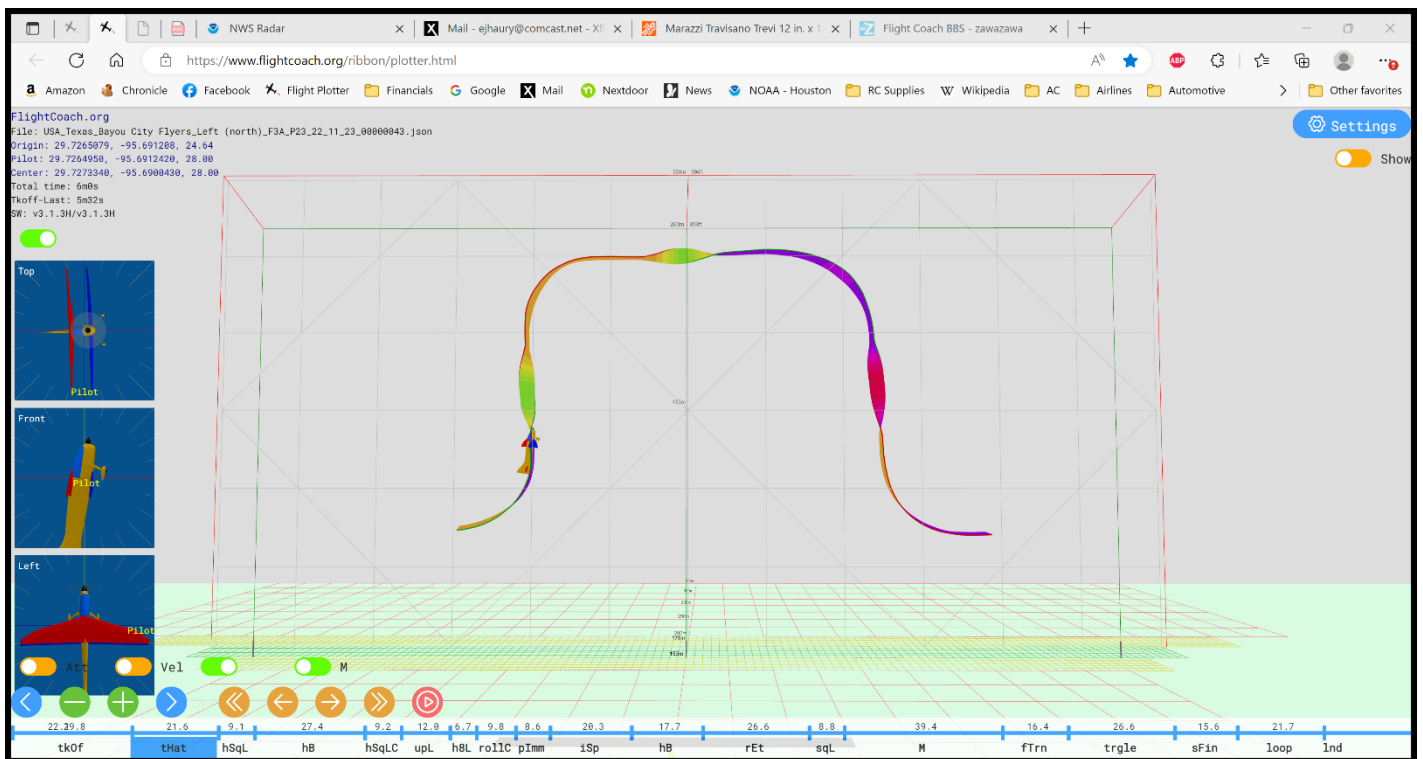 NWS Radar
Mail - ejhaury@comcast.net - Xfi
Marazzi Travisano Trevi 12 in. x 1
Flight Coach BBS - zawazawa
https://www.flightcoach.org/ribbon/plotter.html
Amazon Chronicle Facebook Flight Plotter Financials Google Mail Nextdoor News NOAA - Houston RC Supplies Wikipedia AC Airlines Automotive Other favorites
FlightCoach.org
File: USA_Texas_Bayou City Flyers_Left (north)_F3A_P23_22_11_23_00000043.json
Origin: 29.7265079, -95.691208, 24.64
Pilot: 29.7264950, -95.6912420, 28.00
Center: 29.7273340, -95.6900430, 28.00
Total time: 6m0s
Tkoff-Last: 5m32s
SW: v3.1.3H/v3.1.3H
Settings
Show
Top
Pilot
Front
Pilot
Left
Pilot
Att Vel M
21.6 9.1 27.4 9.2 12.0 6.7 9.8 8.6 20.3 17.7 26.6 8.8 39.4 16.4 26.6 15.6 21.7
tkOf tHat hSqL hB hSqLC upL h8L rollC pImm iSp hB rEt sqL M fTrn trgle sFin loop lnd